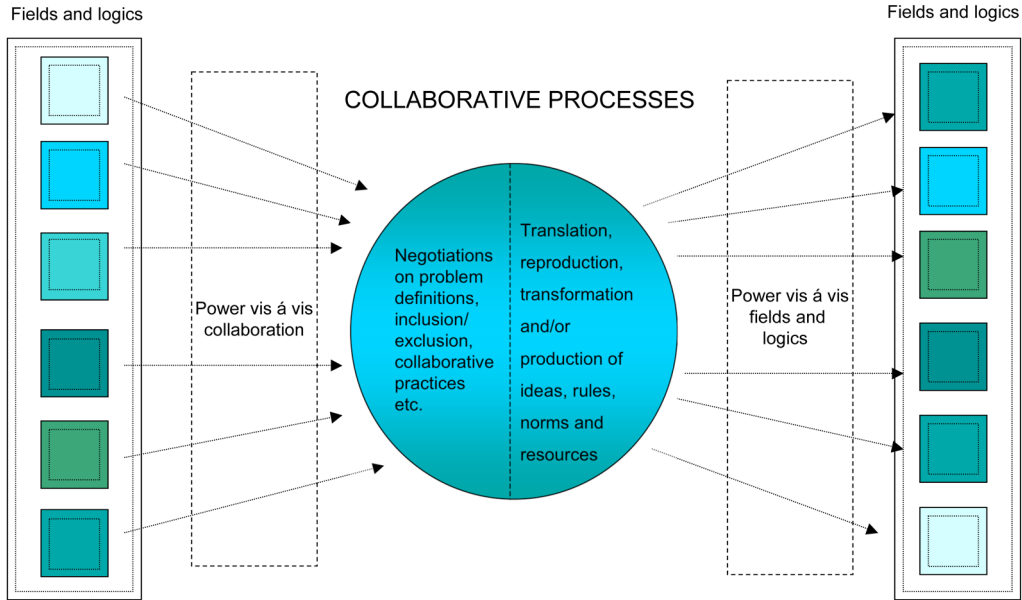 Fields and logics
Fields and logics
COLLABORATIVE PROCESSES
Power vis á vis
collaboration
Negotiations
on problem
definitions,
inclusion/
exclusion,
collaborative
practices
etc.
Translation,
reproduction,
transformation
and/or
production of
ideas, rules,
norms and
resources
Power vis á vis
fields and
logics